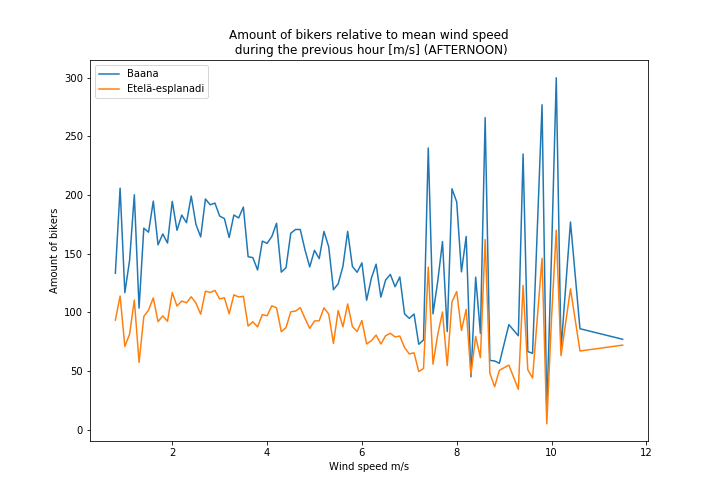 Amount of bikers relative to mean wind speed
during the previous hour [m/s] (AFTERNOON)
Baana
Etelä-esplanadi
300
250
200
150
100
50
0
Amount of bikers
2 4 6 8 10 12
Wind speed m/s